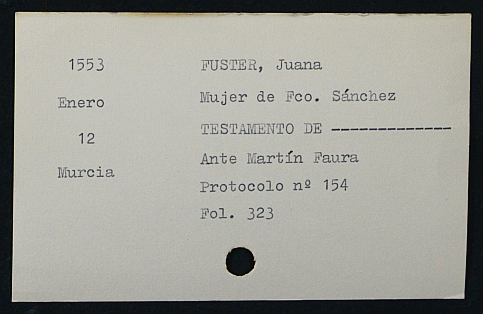 1553
Enero
12
Murcia
FUSTER, Juana
Mujer de Fco. Sánchez
TESTAMENTO DE -------------
Ante Martín Faura
Protocolo nº 154
Fol. 323